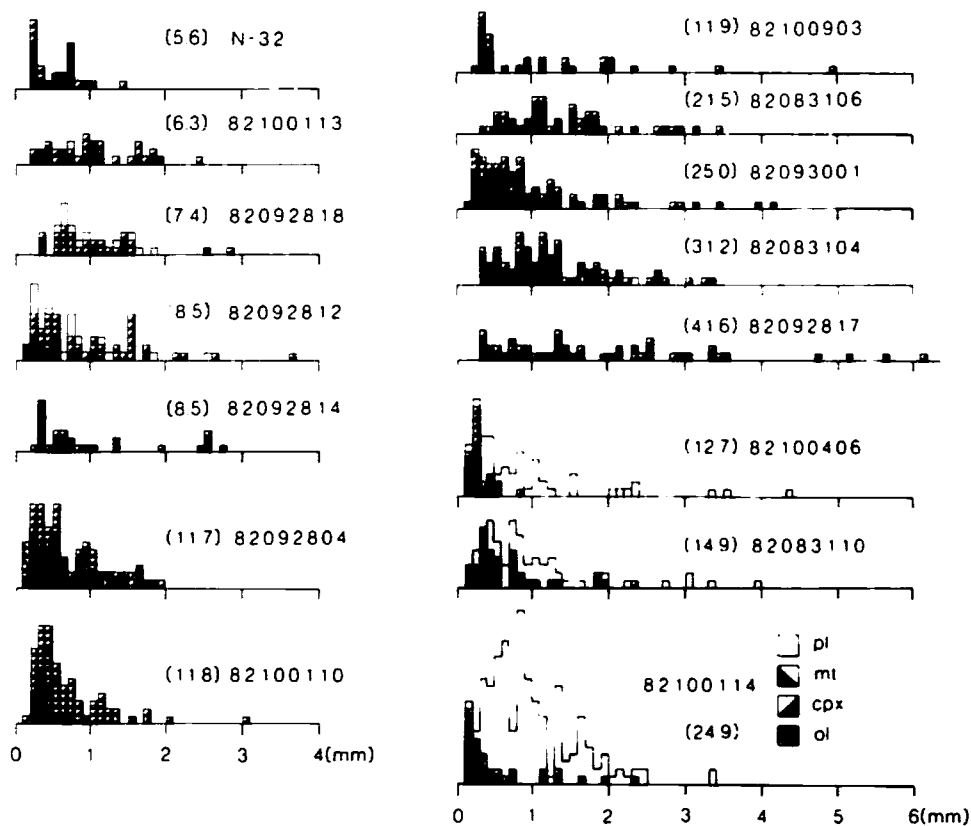 (56) N-32
(63) 82100113
(74) 82092818
(85) 82092812
(85) 82092814
(117) 82092804
(118) 82100110
0 1 2 3 4(mm)
(119) 82100903
(215) 82083106
(250) 82093001
(312) 82083104
(416) 82092817
(127) 82100406
(149) 82083110
82100114
(249)
pl
mt
cpx
ol
0 1 2 3 4 5 6(mm)